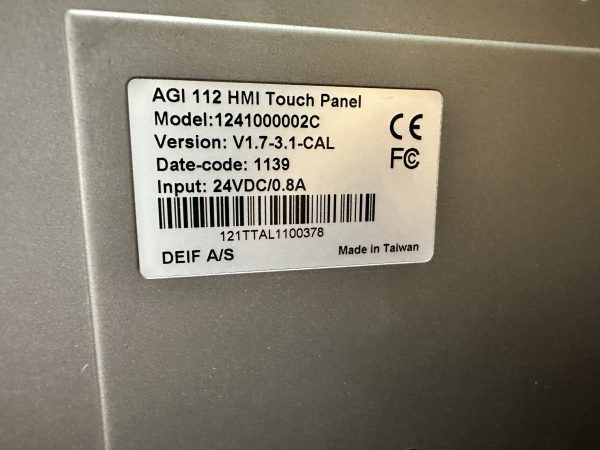 AGI 112 HMI Touch Panel
Model:1241000002C
Version: V1.7-3.1-CAL
Date-code: 1139
Input: 24VDC/0.8A
CE
FC
121TTAL1100378
DEIF A/S
Made in Taiwan